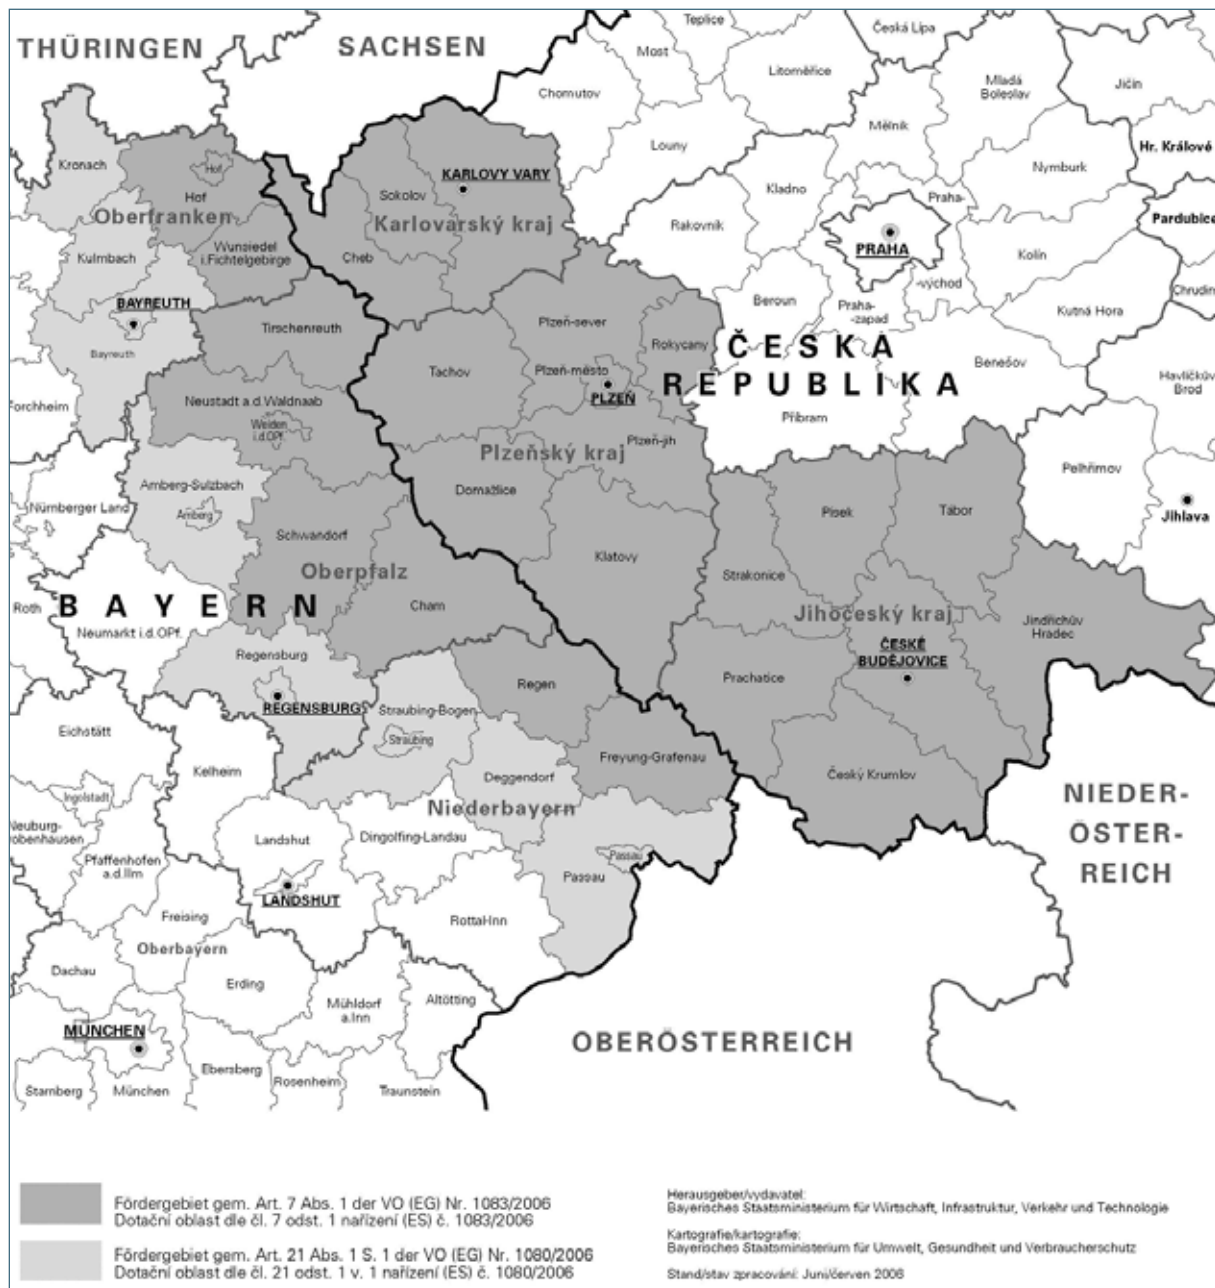 THÜRINGEN
SACHSEN
Teplice
Česká Lípa
Most
Litoměřice
Mladá
Boleslav
Jičín
Chomutov
Mělník
Hr. Králové
Louny
Nymburk
Kronach
Hof
Hof
KARLOVY VARY
Sokolov
Kladno
Praha-
Pardubice
Oberfranken
Karlovarský kraj
Rakovník
PRAHA
Kolín
Wunsiedel
i.Fichtelgebirge
Kulmbach
Cheb
-východ
Chrudim
BAYREUTH
Beroun
Praha-
-zapad
Kutná Hora
Plzeň-sever
Tirschenreuth
Bayreuth
Rokycany
ČESKÁ
REPUBLIKA
Benešov
Tachov
Plzeň-město
PLZEŇ
Havlíčkův
Brod
Forchheim
Neustadt a.d.Waldnaab
Weiden
i.d.OPf.
Příbram
Plzeň-jih
Plzeňský kraj
Pelhřimov
Amberg-Sulzbach
Domažlice
Nürnberger Land
Amberg
Písek
Tábor
Jihlava
Schwandorf
Klatovy
Oberpfalz
Strakonice
Roth
BAYERN
Cham
Jihočeský kraj
Jindřichův
Hradec
Neumarkt i.d.OPf.
ČESKÉ
BUDĚJOVICE
Regensburg
Regen
Prachatice
REGENSBURG
Straubing-Bogen
Eichstätt
Straubing
Freyung-Grafenau
Kelheim
Deggendorf
Český Krumlov
Ingolstadt
Niederbayern
NIEDER-
ÖSTER-
REICH
Neuburg-
robenhausen
Landshut
Dingolfing-Landau
Pfaffenhofen
a.d.Ilm
Passau
Passau
LANDSHUT
Freising
Rottal-Inn
Oberbayern
Dachau
Erding
Mühldorf
a.Inn
Altötting
MÜNCHEN
OBERÖSTERREICH
Ebersberg
Rosenheim
Starnberg
München
Traunstein
Fördergebiet gem. Art. 7 Abs. 1 der VO (EG) Nr. 1083/2006
Dotační oblast dle čl. 7 odst. 1 nařízení (ES) č. 1083/2006
Fördergebiet gem. Art. 21 Abs. 1 S. 1 der VO (EG) Nr. 1080/2006
Dotační oblast dle čl. 21 odst. 1 v. 1 nařízení (ES) č. 1080/2006
Herausgeber/vydavatel:
Bayerisches Staatsministerium für Wirtschaft, Infrastruktur, Verkehr und Technologie
Kartografie/kartografie:
Bayerisches Staatsministerium für Umwelt, Gesundheit und Verbraucherschutz
Stand/stav zpracování: Juni/červen 2006